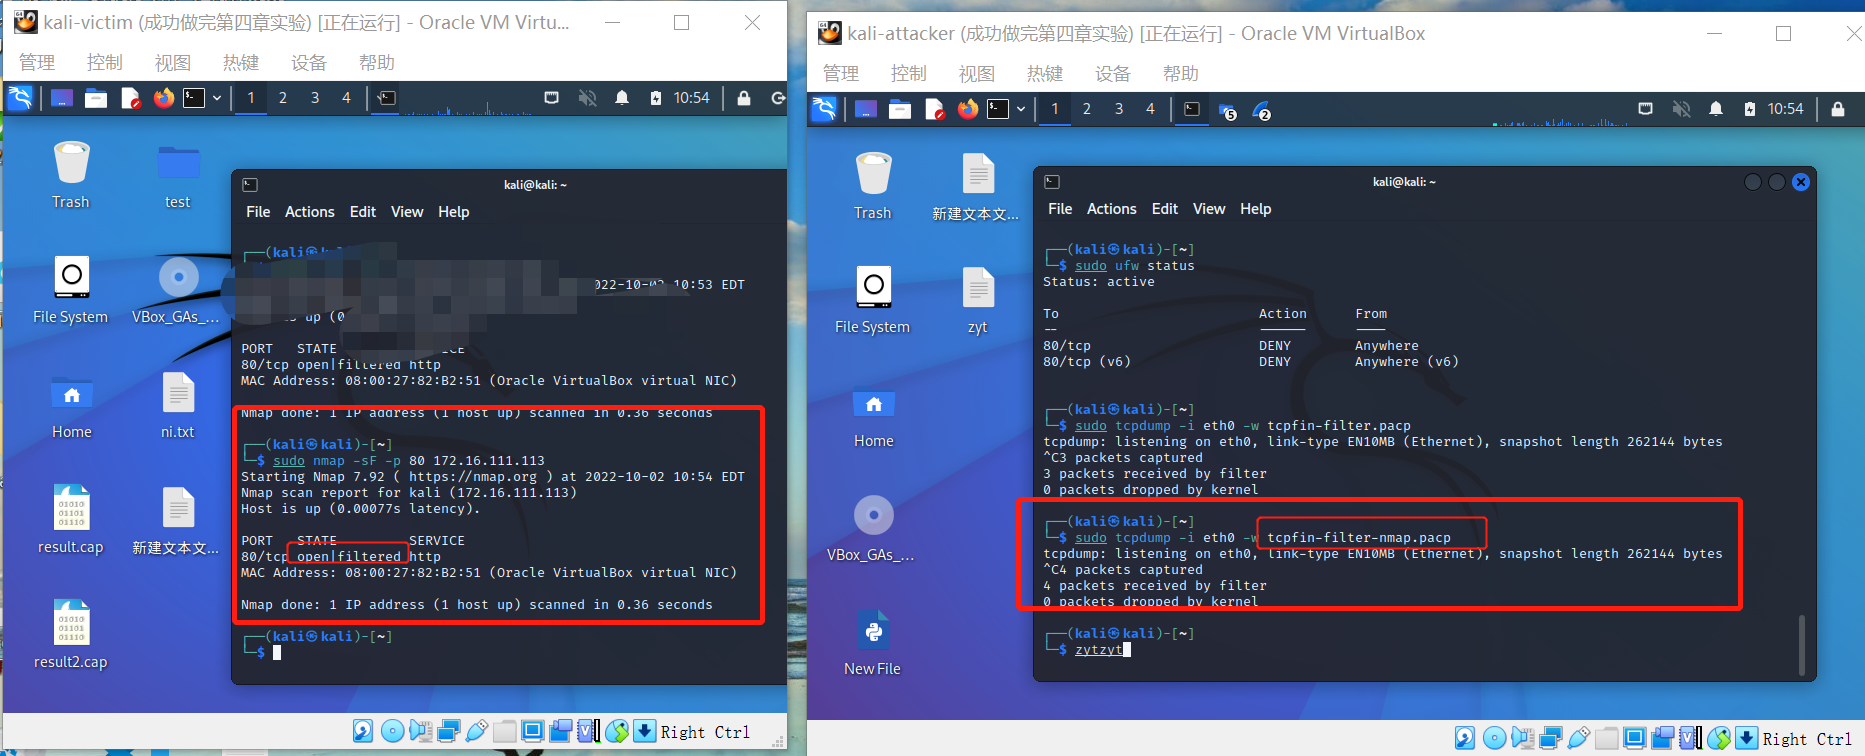 kali-victim (成功做完第四章实验) [正在运行] - Oracle VM Virtu...
管理 控制 视图 热键 设备 帮助
1 2 3 4 10:54
Trash
test
File System
VBox_GAs_...
Home
ni.txt
result.cap
新建文本文...
result2.cap
kali@kali: ~
File Actions Edit View Help
┌──(kali㉿
2022-10-02 10:53 EDT
s up (0
PORT STATE
80/tcp open|filtered http
MAC Address: 08:00:27:82:B2:51 (Oracle VirtualBox virtual NIC)
Nmap done: 1 IP address (1 host up) scanned in 0.36 seconds
┌──(kali㉿kali)-[~]
└─$ sudo nmap -sF -p 80 172.16.111.113
Starting Nmap 7.92 ( https://nmap.org ) at 2022-10-02 10:54 EDT
Nmap scan report for kali (172.16.111.113)
Host is up (0.00077s latency).
PORT STATE SERVICE
80/tcp open|filtered http
MAC Address: 08:00:27:82:B2:51 (Oracle VirtualBox virtual NIC)
Nmap done: 1 IP address (1 host up) scanned in 0.36 seconds
┌──(kali㉿kali)-[~]
└─$
Right Ctrl
kali-attacker (成功做完第四章实验) [正在运行] - Oracle VM VirtualBox
管理 控制 视图 热键 设备 帮助
1 2 3 4 5 2 10:54
Trash
新建文本文...
File System
zyt
Home
VBox_GAs_...
New File
kali@kali: ~
File Actions Edit View Help
┌──(kali㉿kali)-[~]
└─$ sudo ufw status
Status: active
To Action From
-- ------ ----
80/tcp DENY Anywhere
80/tcp (v6) DENY Anywhere (v6)
┌──(kali㉿kali)-[~]
└─$ sudo tcpdump -i eth0 -w tcpfin-filter.pacp
tcpdump: listening on eth0, link-type EN10MB (Ethernet), snapshot length 262144 bytes
^C3 packets captured
3 packets received by filter
0 packets dropped by kernel
┌──(kali㉿kali)-[~]
└─$ sudo tcpdump -i eth0 -w tcpfin-filter-nmap.pacp
tcpdump: listening on eth0, link-type EN10MB (Ethernet), snapshot length 262144 bytes
^C4 packets captured
4 packets received by filter
0 packets dropped by kernel
┌──(kali㉿kali)-[~]
└─$ zytzyt
Right Ctrl